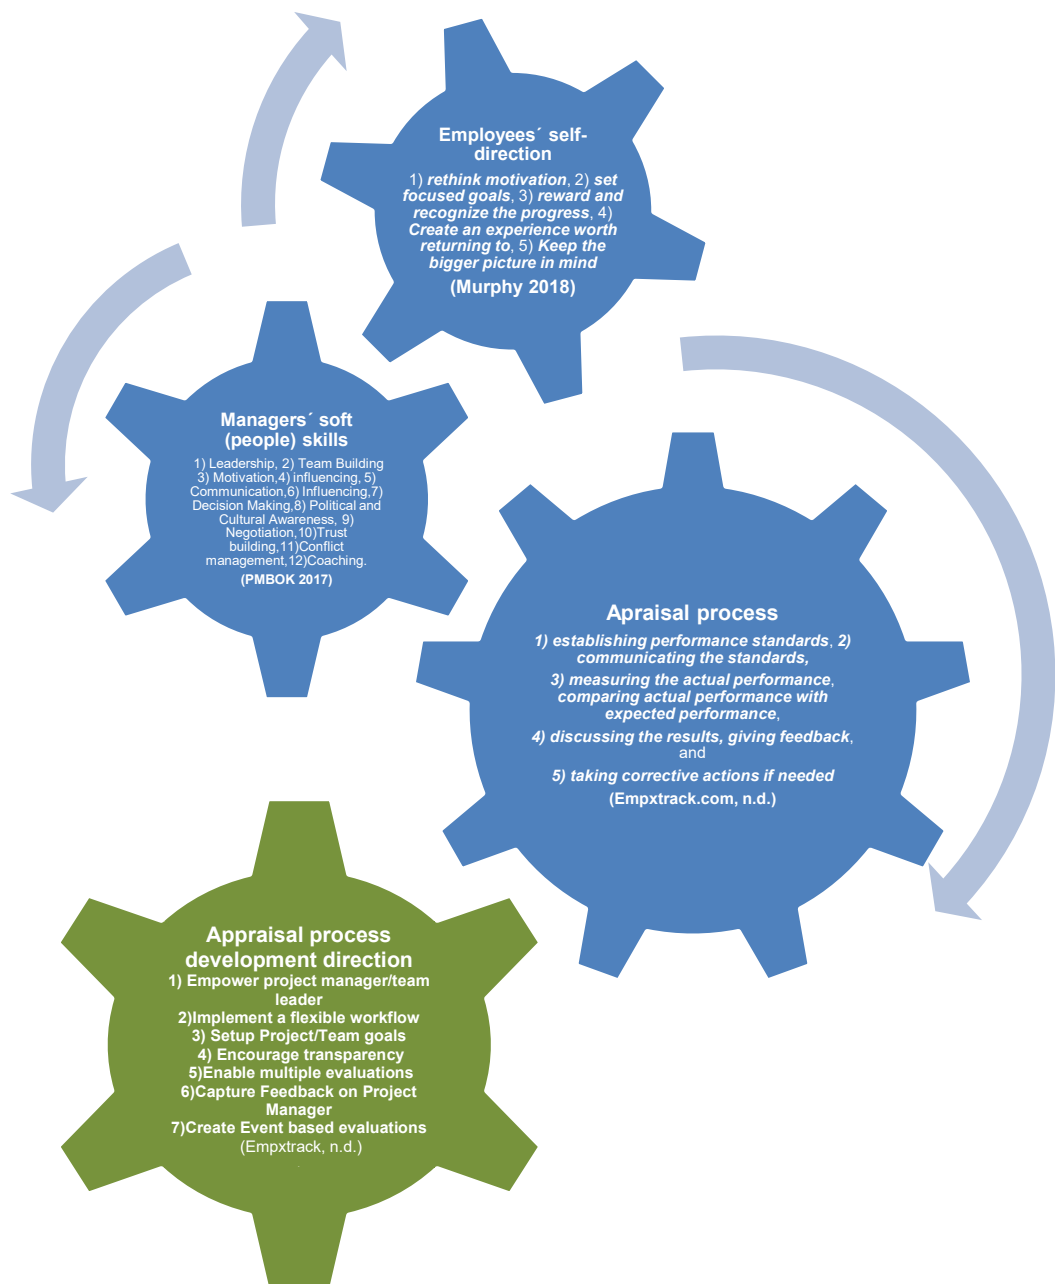 Employees´ self-
direction
1) rethink motivation, 2) set
focused goals, 3) reward and
recognize the progress, 4)
Create an experience worth
returning to, 5) Keep the
bigger picture in mind
(Murphy 2018)
Managers´ soft
(people) skills
1) Leadership, 2) Team Building
3) Motivation,4) influencing, 5)
Communication,6) Influencing,7)
Decision Making,8) Political and
Cultural Awareness, 9)
Negotiation,10)Trust
building,11)Conflict
management,12)Coaching.
(PMBOK 2017)
Apraisal process
1) establishing performance standards, 2)
communicating the standards,
3) measuring the actual performance,
comparing actual performance with
expected performance,
4) discussing the results, giving feedback,
and
5) taking corrective actions if needed
(Empxtrack.com, n.d.)
Appraisal process
development direction
1) Empower project manager/team
leader
2)Implement a flexible workflow
3) Setup Project/Team goals
4) Encourage transparency
5)Enable multiple evaluations
6)Capture Feedback on Project
Manager
7)Create Event based evaluations
(Empxtrack, n.d.)